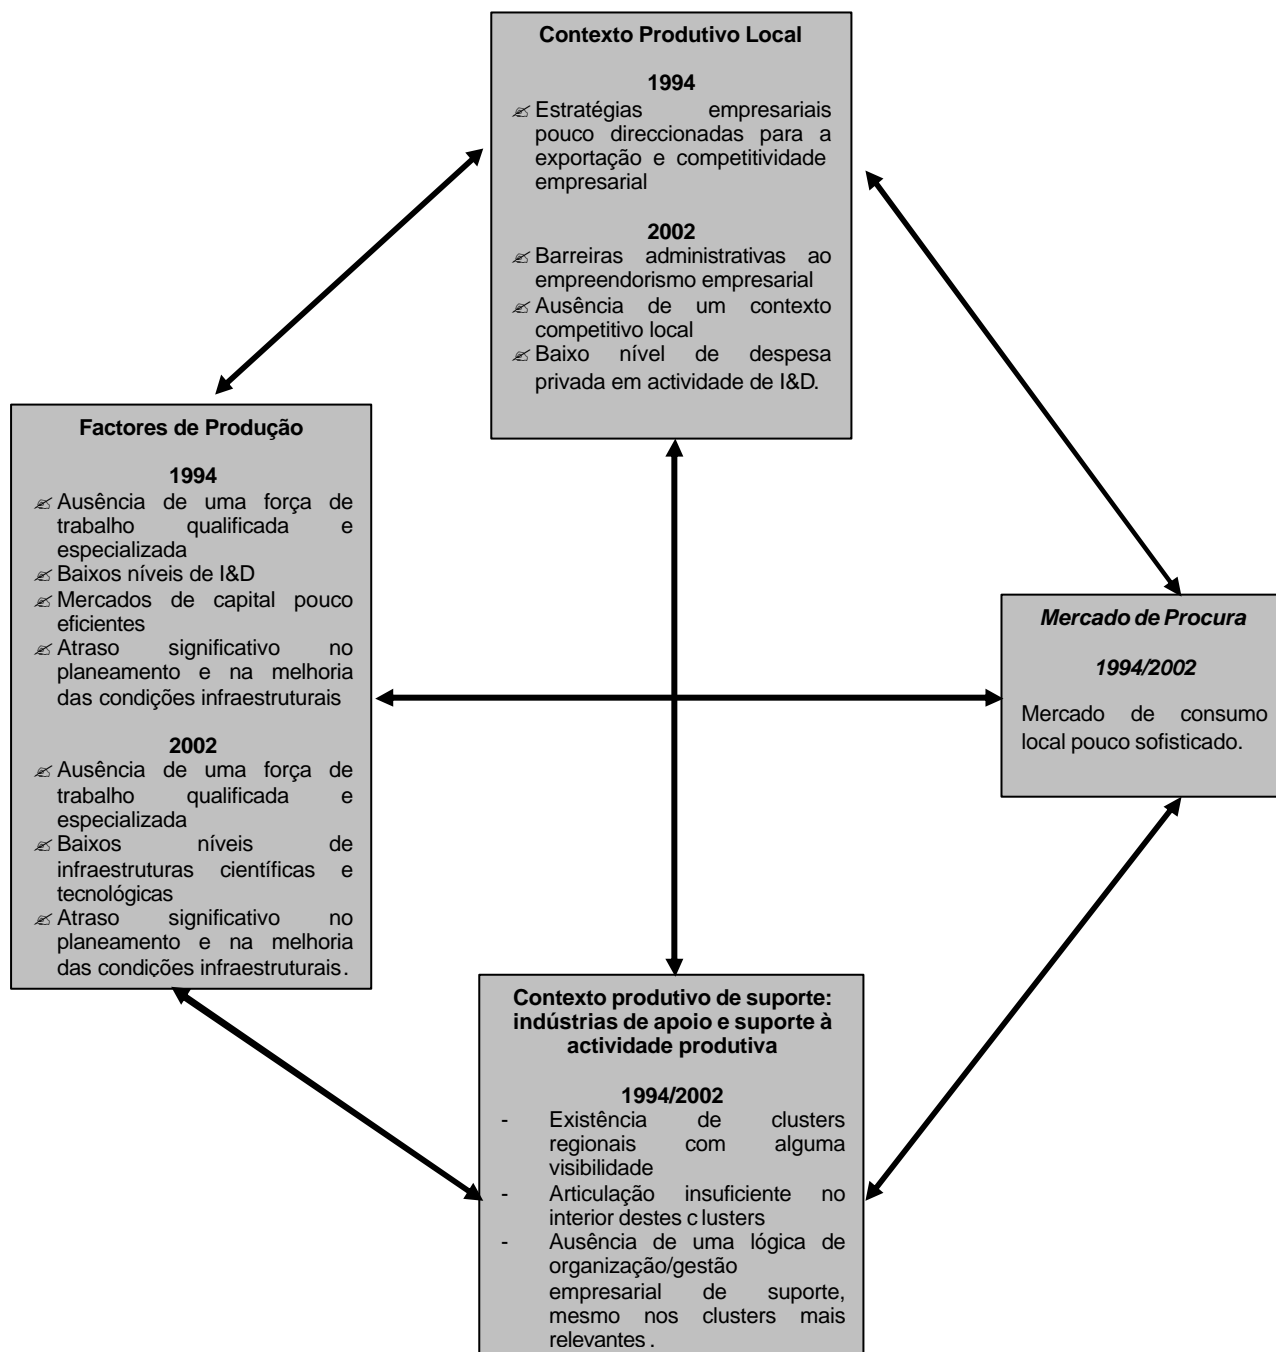 Contexto Produtivo Local
1994
Estratégias empresariais
pouco direccionadas para a
exportação e competitividade
empresarial
2002
Barreiras administrativas ao
empreendorismo empresarial
Ausência de um contexto
competitivo local
Baixo nível de despesa
privada em actividade de I&D.
Factores de Produção
1994
Ausência de uma força de
trabalho qualificada e
especializada
Baixos níveis de I&D
Mercados de capital pouco
eficientes
Atraso significativo no
planeamento e na melhoria
das condições infraestruturais
2002
Ausência de uma força de
trabalho qualificada e
especializada
Baixos níveis de
infraestruturas científicas e
tecnológicas
Atraso significativo no
planeamento e na melhoria
das condições infraestruturais.
Mercado de Procura
1994/2002
Mercado de consumo
local pouco sofisticado.
Contexto produtivo de suporte:
indústrias de apoio e suporte à
actividade produtiva
1994/2002
- Existência de clusters
regionais com alguma
visibilidade
- Articulação insuficiente no
interior destes c lusters
- Ausência de uma lógica de
organização/gestão
empresarial de suporte,
mesmo nos clusters mais
relevantes .